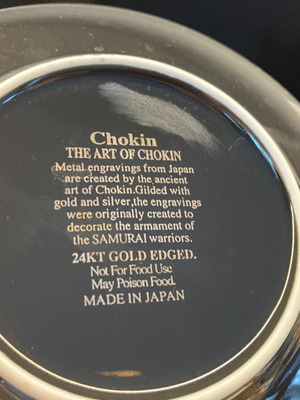 Chokin
THE ART OF CHOKIN
Metal engravings from Japan
are created by the ancient
art of Chokin.Gilded with
gold and silver,the engravings
were originally created to
decorate the armament of
the SAMURAI warriors.
24KT GOLD EDGED.
Not For Food Use
May Poison Food.
MADE IN JAPAN